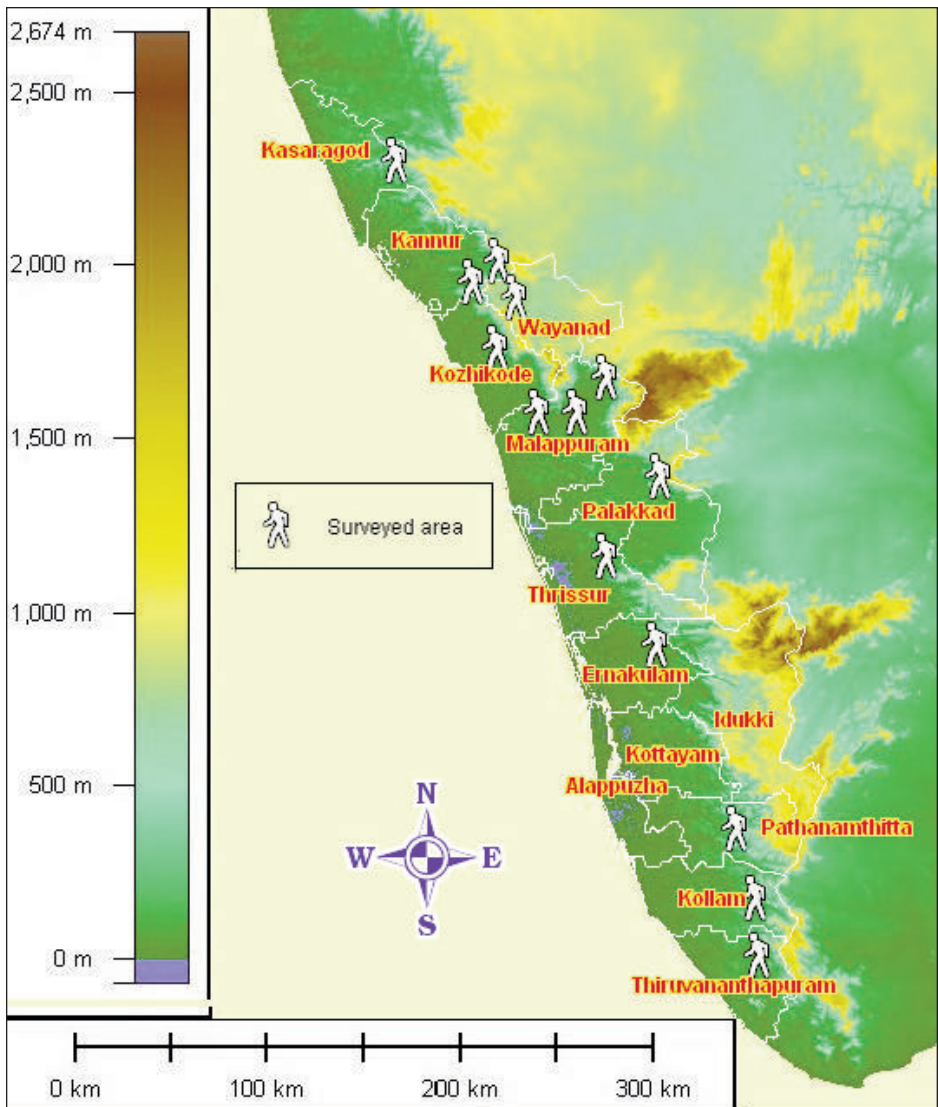 2,674 m
2,500 m
2,000 m
1,500 m
1,000 m
500 m
0 m
Kasaragod
Kannur
Wayanad
Kozhikode
Malappuram
Palakkad
Surveyed area
Thrissur
Ernakulam
Idukki
Kottayam
Alappuzha
Pathanamthitta
Kollam
Thiruvananthapuram
N
W E
S
0 km 100 km 200 km 300 km